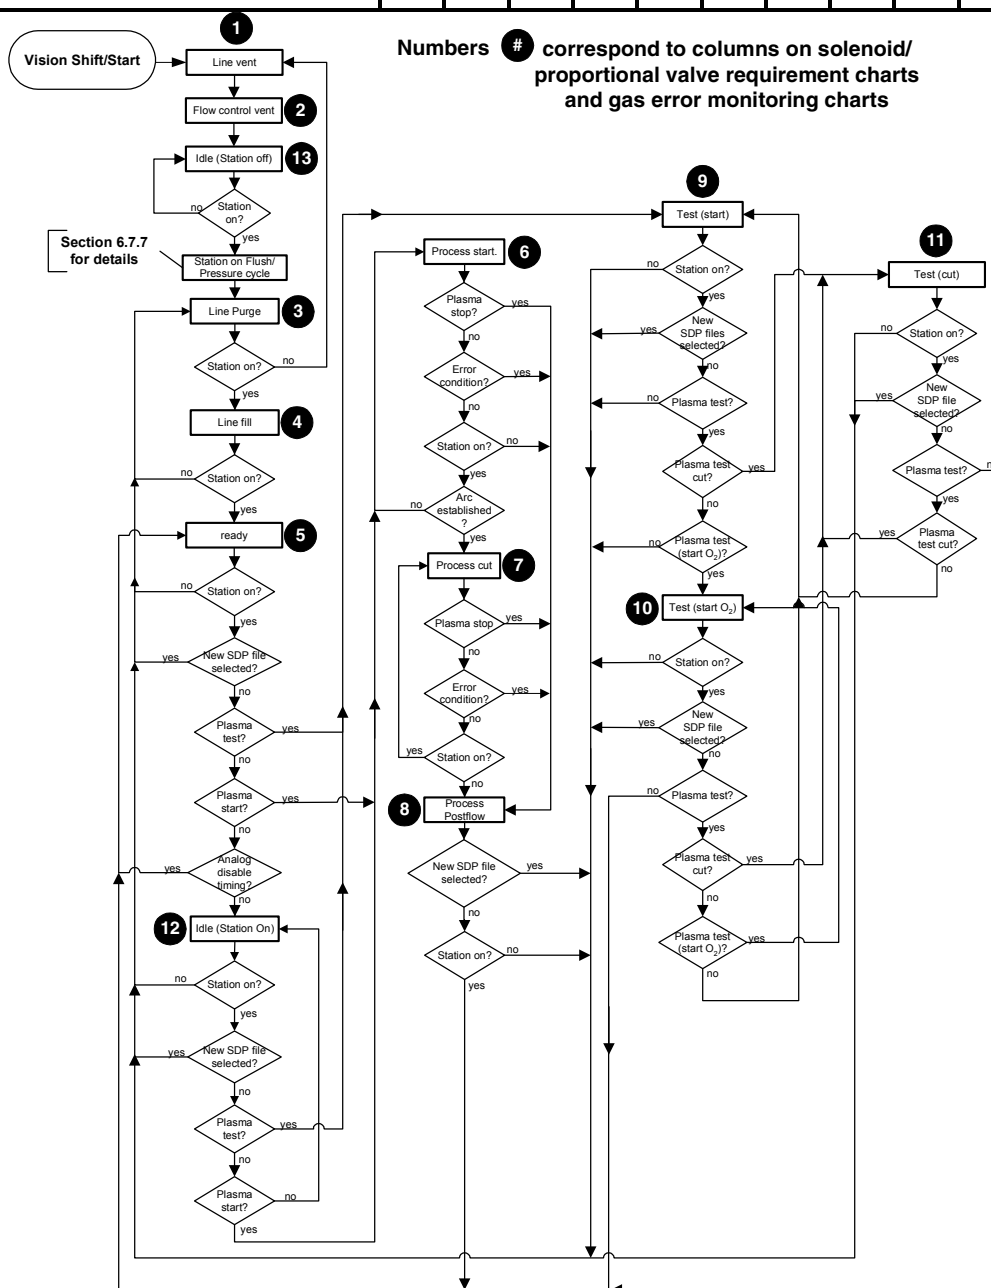 1
Vision Shift/Start
Line vent
Numbers # correspond to columns on solenoid/
proportional valve requirement charts
and gas error monitoring charts
Flow control vent
2
Idle (Station off)
13
no
Station
on?
yes
Section 6.7.7
for details
Station on Flush/
Pressure cycle
Line Purge
3
Station on?
no
yes
Line fill
4
no
Station on?
yes
ready
5
no
Station on?
yes
yes
New SDP file
selected?
no
Plasma
test?
yes
no
Plasma
start?
yes
no
yes
Analog
disable
timing?
no
12
Idle (Station On)
no
Station on?
yes
yes
New SDP file
selected?
no
Plasma
test?
yes
no
Plasma
start?
no
yes
Process start.
6
Plasma
stop?
yes
no
Error
condition?
yes
no
Station on?
no
yes
no
Arc
established
?
yes
Process cut
7
Plasma stop
yes
no
Error
condition?
yes
no
yes
Station on?
no
8
Process
Postflow
New SDP file
selected?
yes
no
Station on?
no
yes
9
Test (start)
no
Station on?
yes
yes
New
SDP files
selected?
no
no
Plasma test?
yes
Plasma test
cut?
yes
no
no
Plasma test
(start O2)?
yes
10
Test (start O2)
no
Station on?
yes
yes
New
SDP file
selected?
no
no
Plasma test?
yes
Plasma test
cut?
yes
no
Plasma test
(start O2)?
yes
no
11
Test (cut)
no
Station on?
yes
yes
New
SDP file
selected?
no
Plasma test?
yes
yes
Plasma
test cut?
no